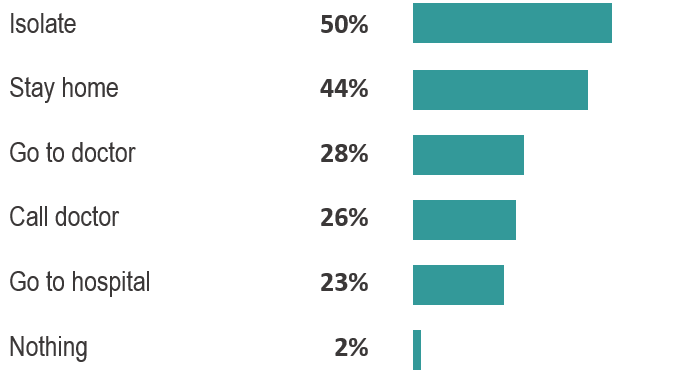 Isolate 50%
Stay home 44%
Go to doctor 28%
Call doctor 26%
Go to hospital 23%
Nothing 2%